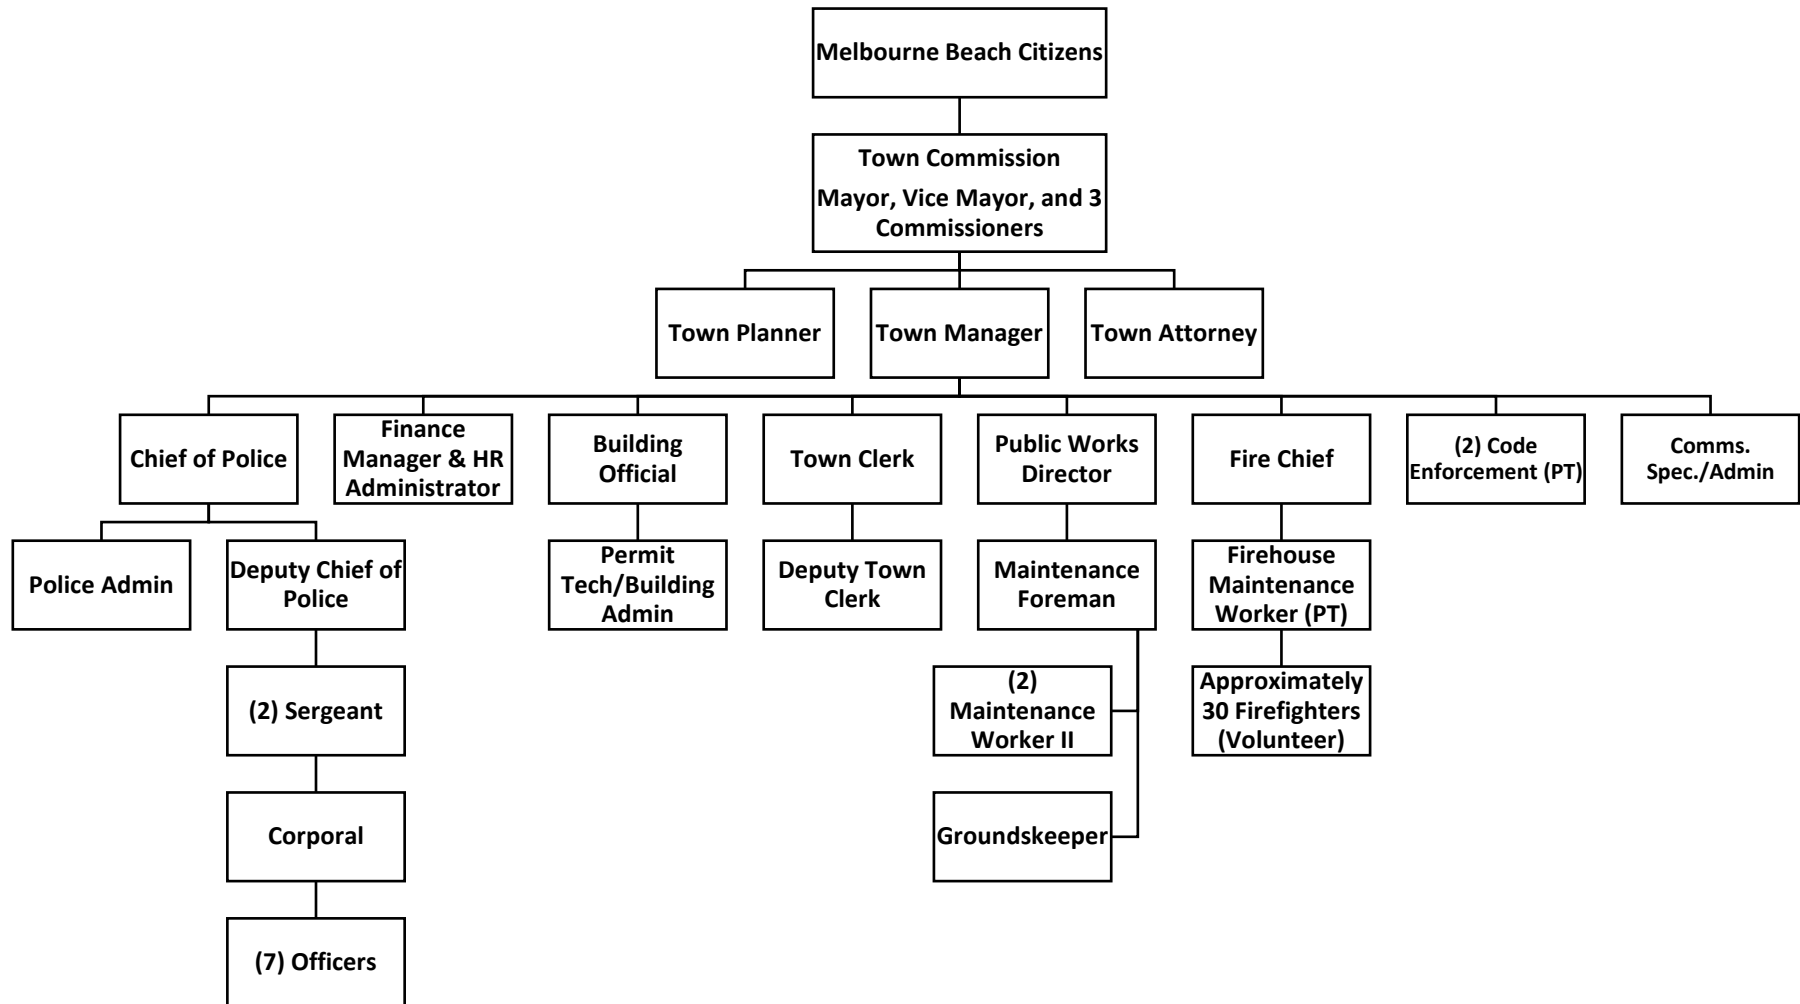 Melbourne Beach Citizens
Town Commission
Mayor, Vice Mayor, and 3
Commissioners
Town Planner
Town Manager
Town Attorney
Chief of Police
Finance
Manager & HR
Administrator
Building
Official
Town Clerk
Public Works
Director
Fire Chief
(2) Code
Enforcement (PT)
Comms.
Spec./Admin
Police Admin
Deputy Chief of
Police
Permit
Tech/Building
Admin
Deputy Town
Clerk
Maintenance
Foreman
Firehouse
Maintenance
Worker (PT)
(2) Sergeant
(2)
Maintenance
Worker II
Approximately
30 Firefighters
(Volunteer)
Corporal
Groundskeeper
(7) Officers